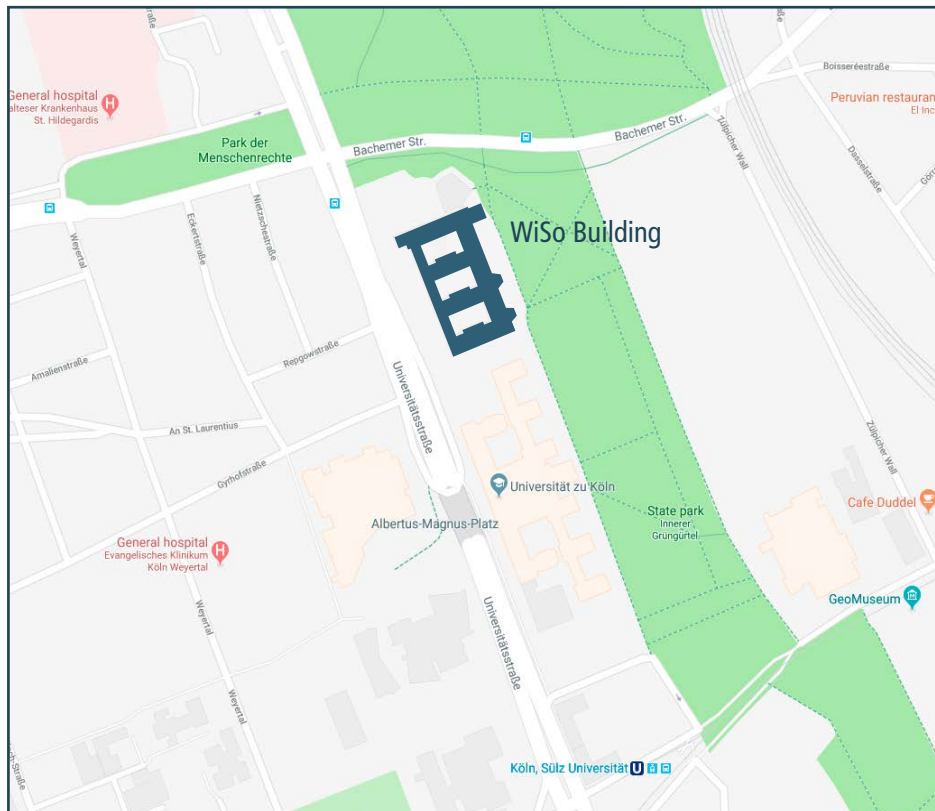 straße
Universitätsstraße
Boisseréestraße
General hospital
alteser Krankenhaus
St. Hildegardis
H
Peruvian restauran
El Inc
Park der
Menschenrechte
Bachemer Str.
Bachemer Str.
Zülpicher Wall
Dasselstraße
Weyertal
Eckertstraße
Nietzschestraße
WiSo Building
Amalienstraße
Repgowstraße
Universitätsstraße
An St. Laurentius
Gyrhofstraße
Zülpicher Wall
Universität zu Köln
Albertus-Magnus-Platz
State park
Innerer
Grüngürtel
Cafe Duddel
General hospital
Evangelisches Klinikum
Köln Weyertal
H
GeoMuseum
Weyertal
Universitätsstraße
Weyertal
Köln, Sülz Universität U